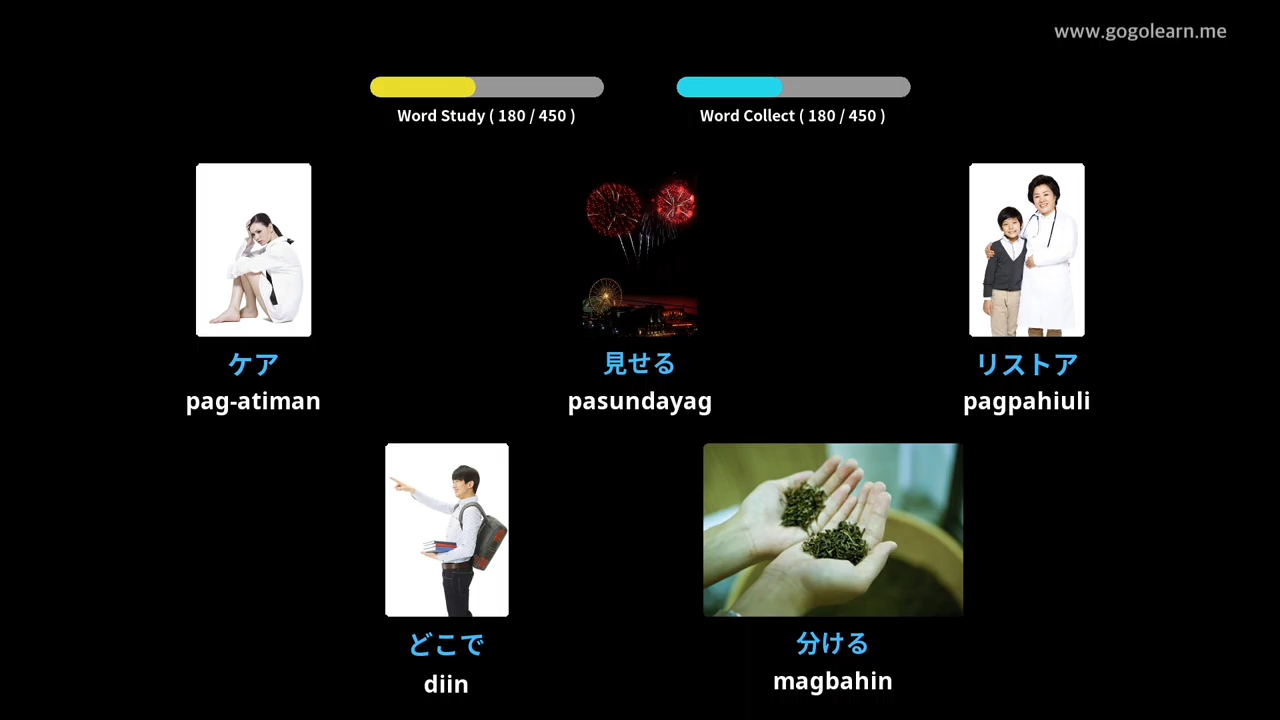 www.gogolearn.me
Word Study ( 180 / 450 )
Word Collect ( 180 / 450 )
ケア
pag-atiman
見せる
pasundayag
リストア
pagpahiuli
どこで
diin
分ける
magbahin